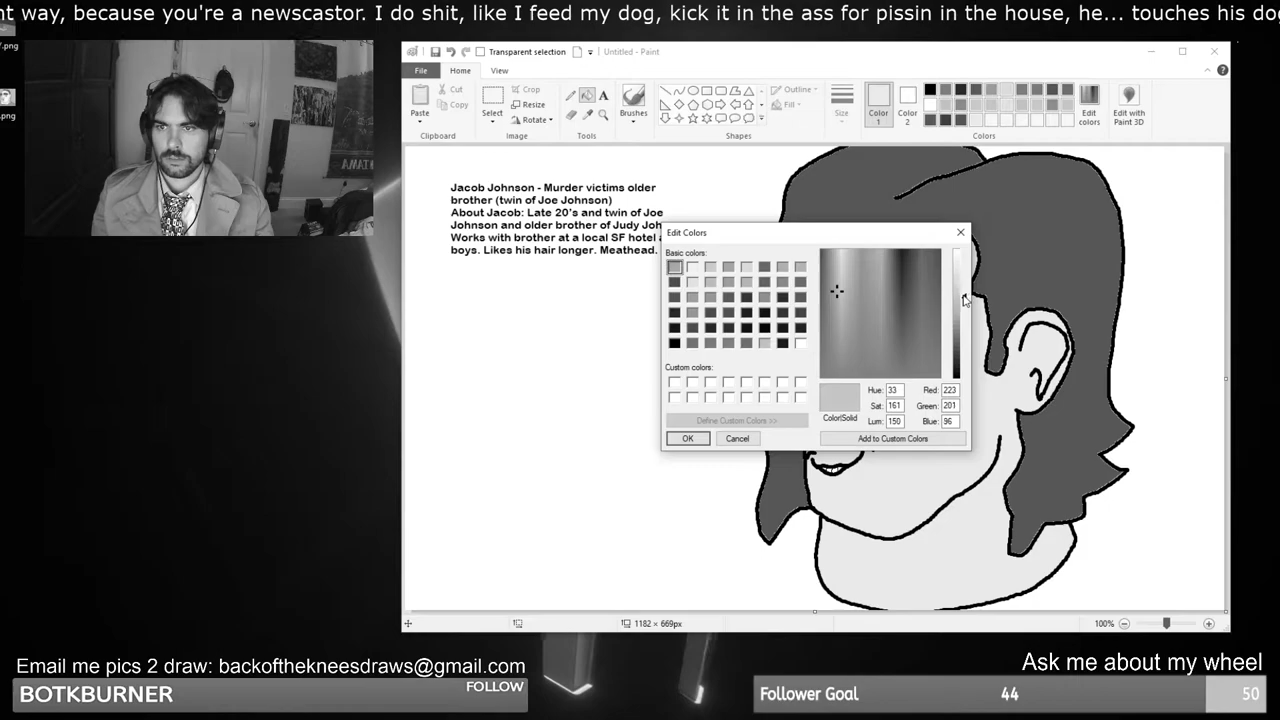 nt way, because you're a newscastor. I do shit, like I feed my dog, kick it in the ass for pissin in the house, he... touches his dog
.png
.png
Transparent selection
Untitled - Paint
File Home View
Cut
Copy
Paste
Clipboard
Crop
Resize
Rotate
Select
Image
Tools
Brushes
Outline
Fill
Shapes
Size
Color 1
Color 2
Edit colors
Colors
Edit with Paint 3D
Jacob Johnson - Murder victims older
brother (twin of Joe Johnson)
About Jacob: Late 20's and twin of Joe
Johnson and older brother of Judy Joh
Works with brother at a local SF hotel
boys. Likes his hair longer. Meathead.
Edit Colors
Basic colors:
Custom colors:
Define Custom Colors >>
OK Cancel
Color|Solid
Hue: 33 Red: 223
Sat: 161 Green: 201
Lum: 150 Blue: 96
Add to Custom Colors
1182 × 669px
100%
Email me pics 2 draw: backofthekneesdraws@gmail.com
Ask me about my wheel
BOTKBURNER
FOLLOW
Follower Goal 44 50